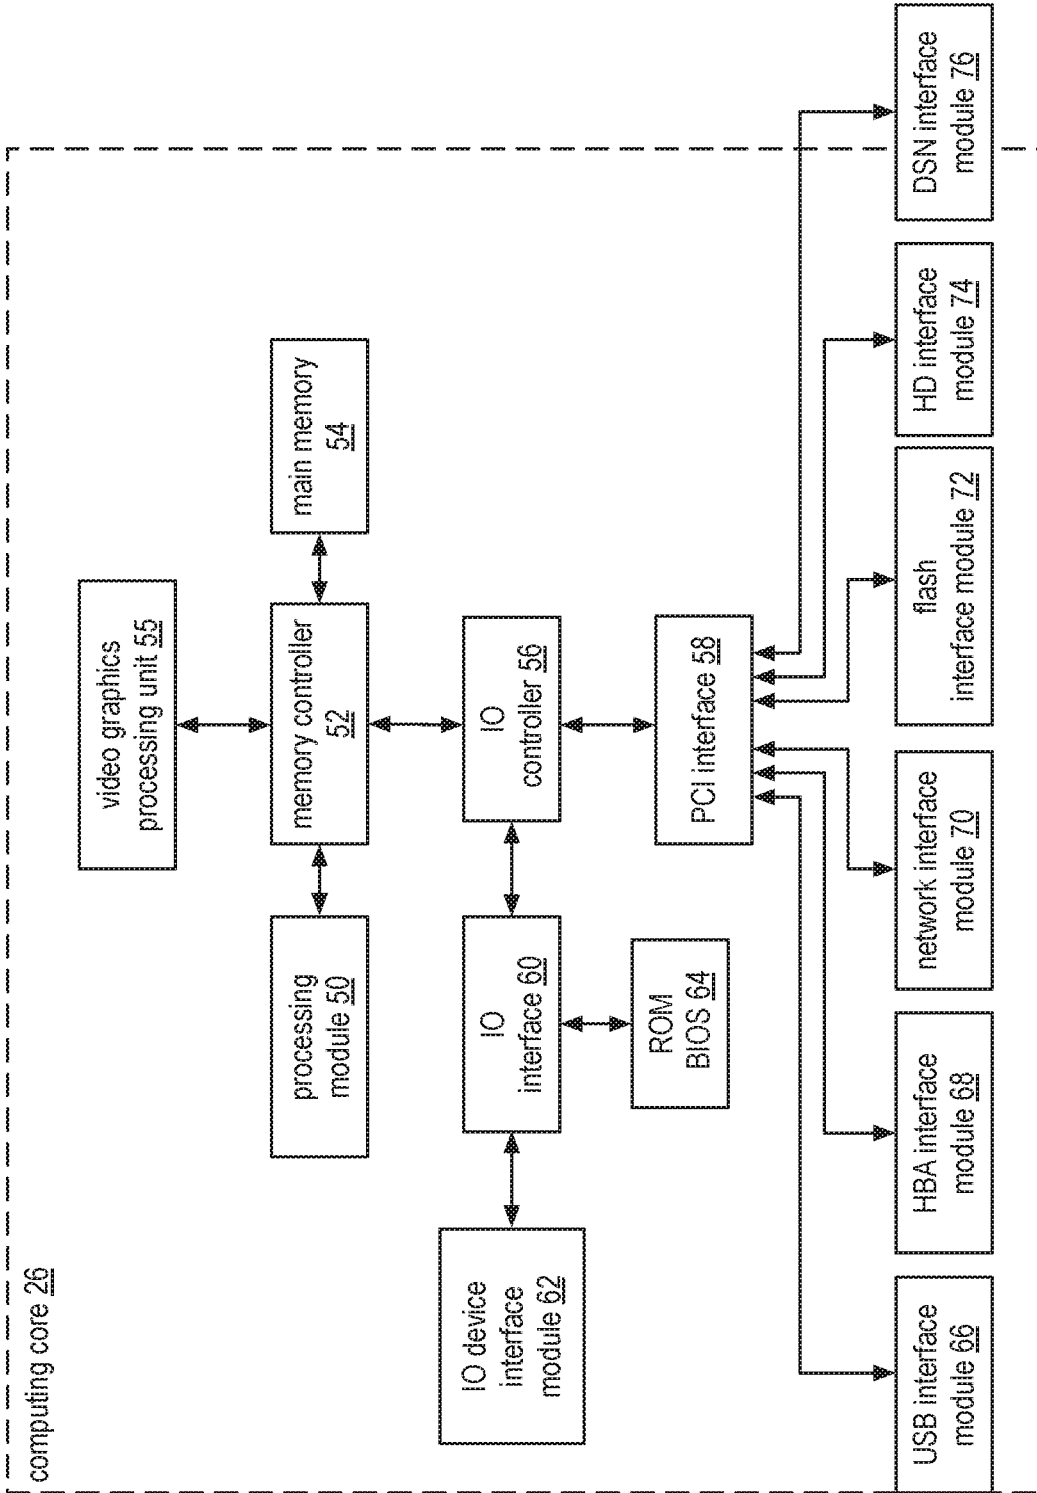 computing core 26
video graphics
processing unit 55
processing
module 50
memory controller
52
main memory
54
IO device
interface
module 62
IO
interface 60
IO
controller 56
ROM
BIOS 64
PCI interface 58
USB interface
module 66
HBA interface
module 68
network interface
module 70
flash
interface module 72
HD interface
module 74
DSN interface
module 76